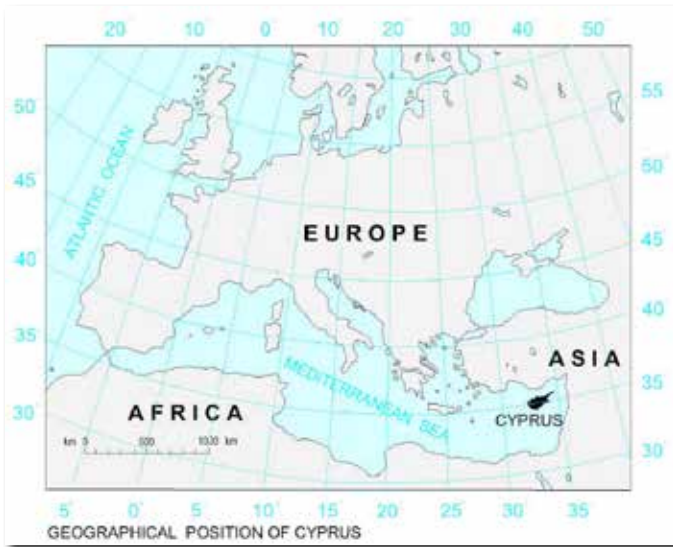 20 10 0 10 20 30 40 50
50
45
40
35
30
55
50
45
40
35
30
ATLANTIC OCEAN
EUROPE
ASIA
MEDITERRANEAN SEA
AFRICA
CYPRUS
km 0 500 1000 km
5° 0° 5 10° 15 20 25 30 35
GEOGRAPHICAL POSITION OF CYPRUS